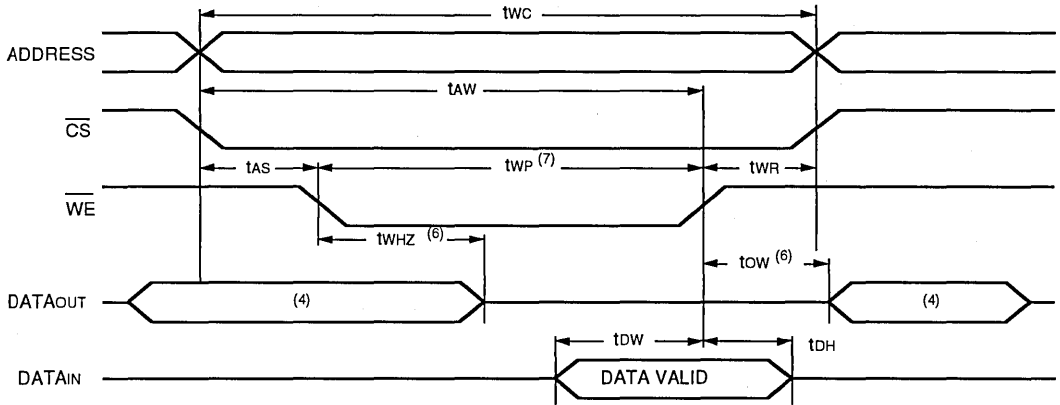 tWC
ADDRESS
tAW
CS
tAS tWP (7) tWR
WE
tWHZ (6)
tOW (6)
DATAOUT (4) (4)
tDW tDH
DATAIN DATA VALID